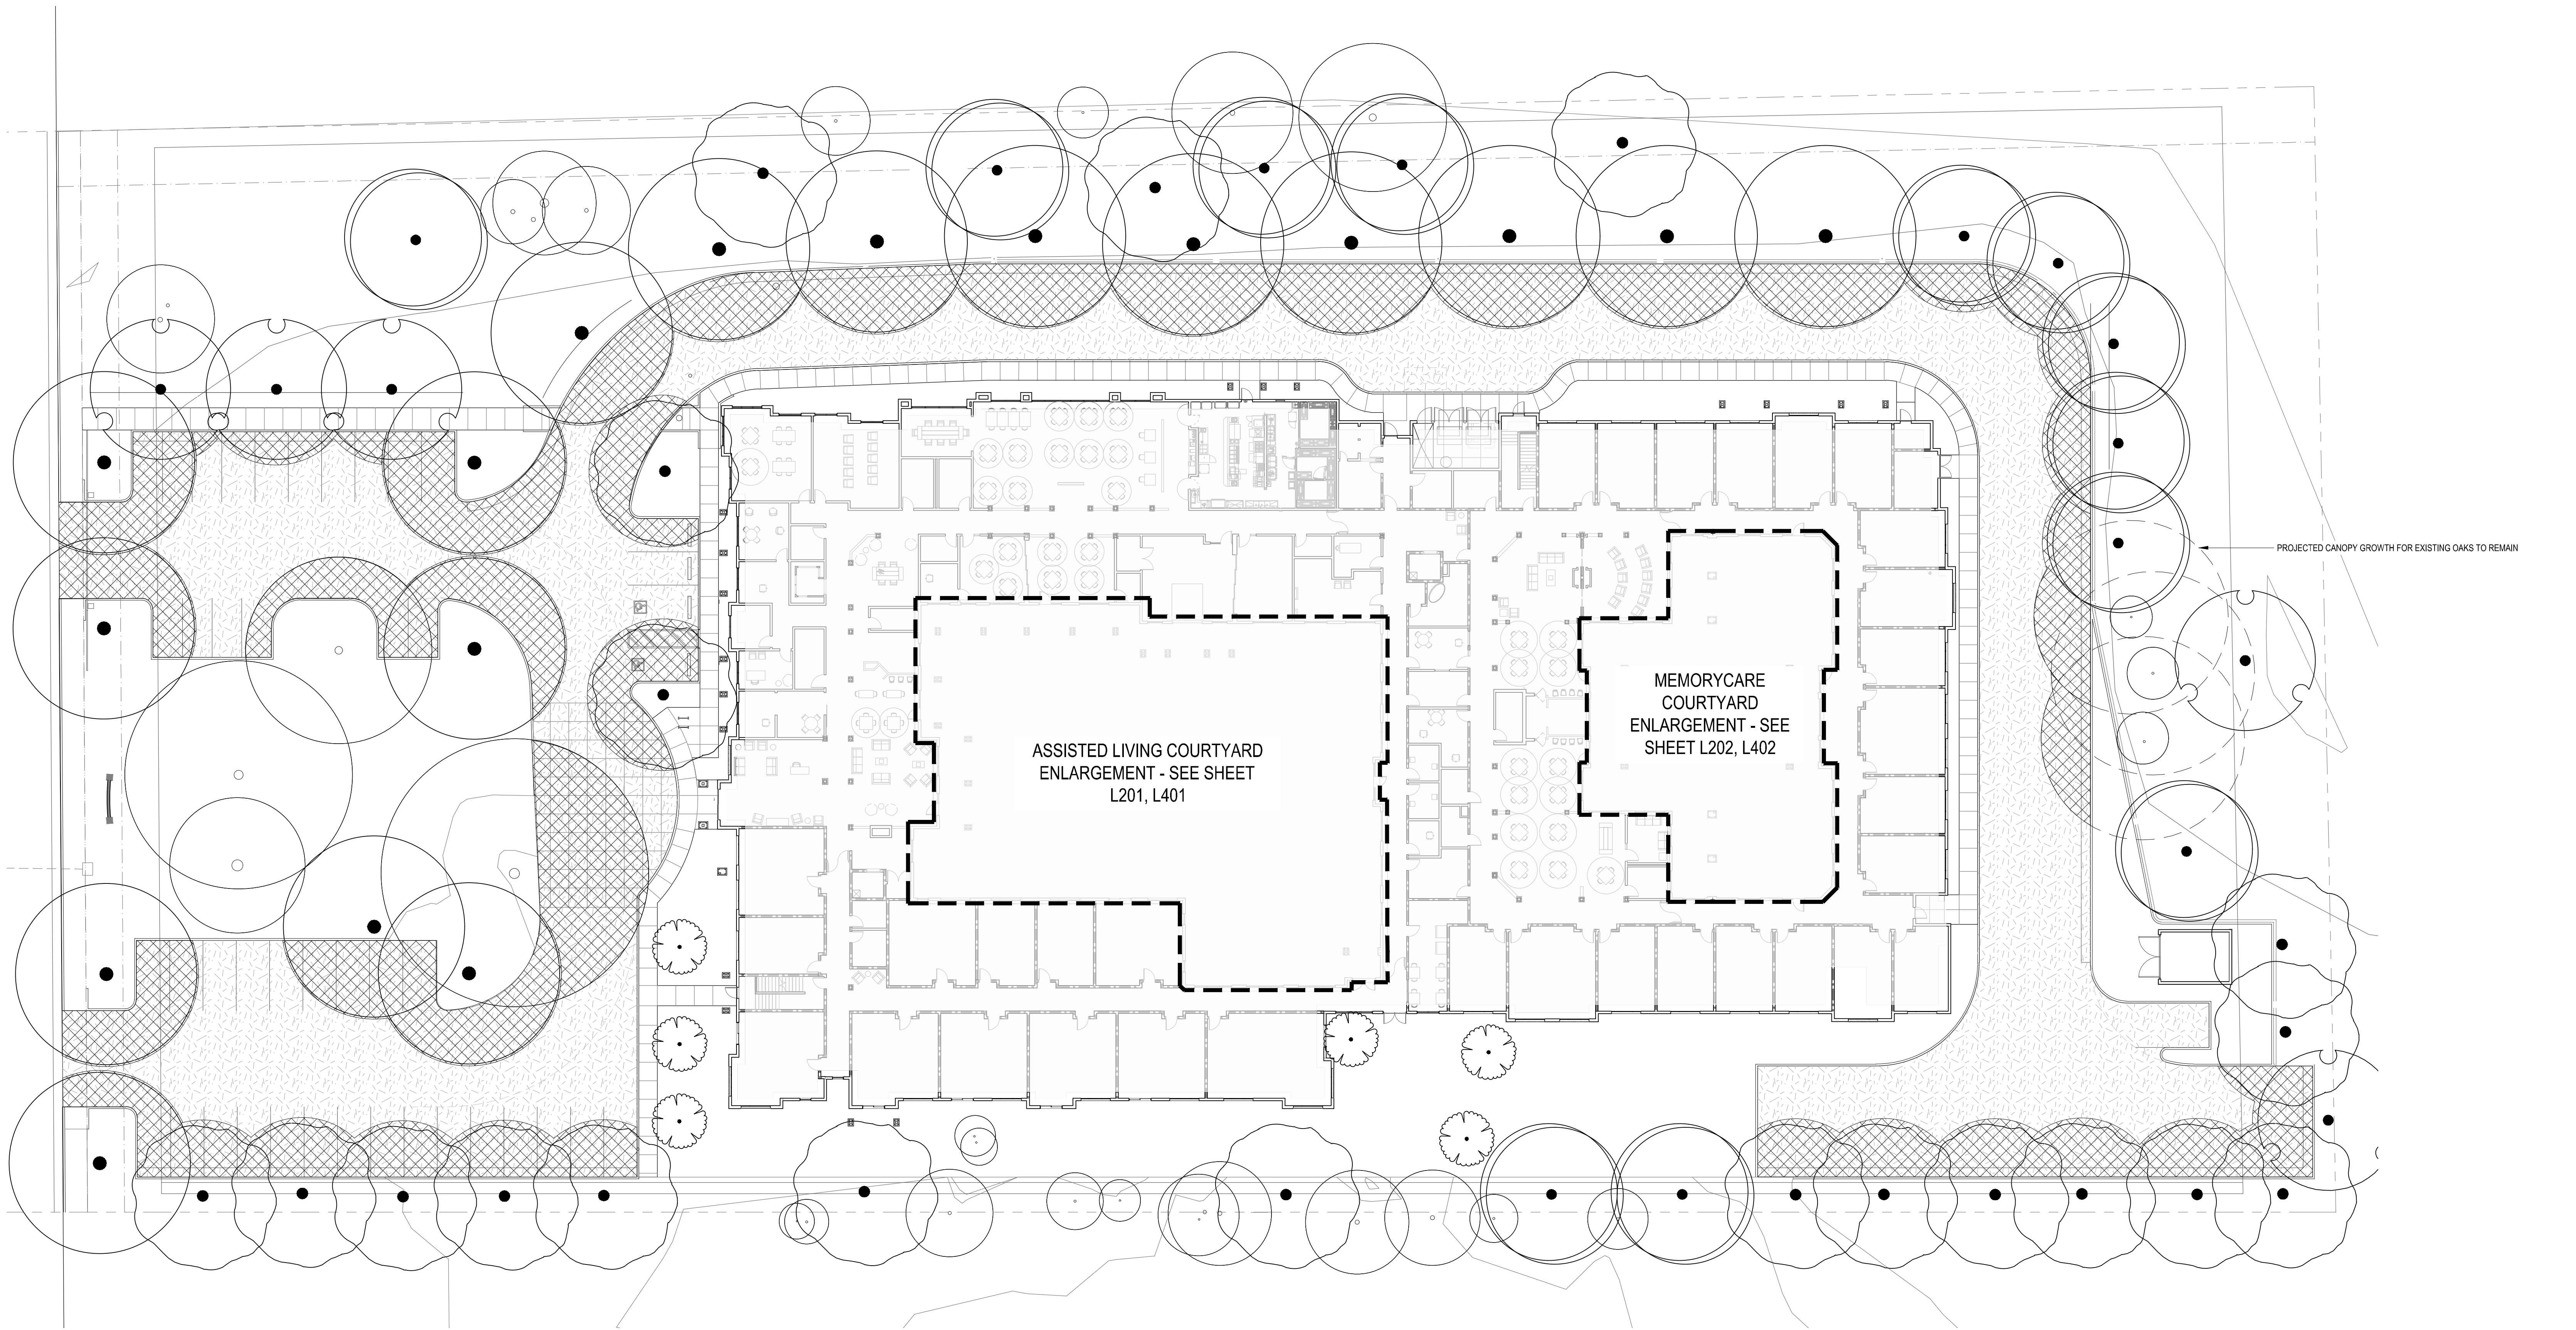 PROJECTED CANOPY GROWTH FOR EXISTING OAKS TO REMAIN
MEMORYCARE
COURTYARD
ENLARGEMENT - SEE
SHEET L202, L402
ASSISTED LIVING COURTYARD
ENLARGEMENT - SEE SHEET
L201, L401